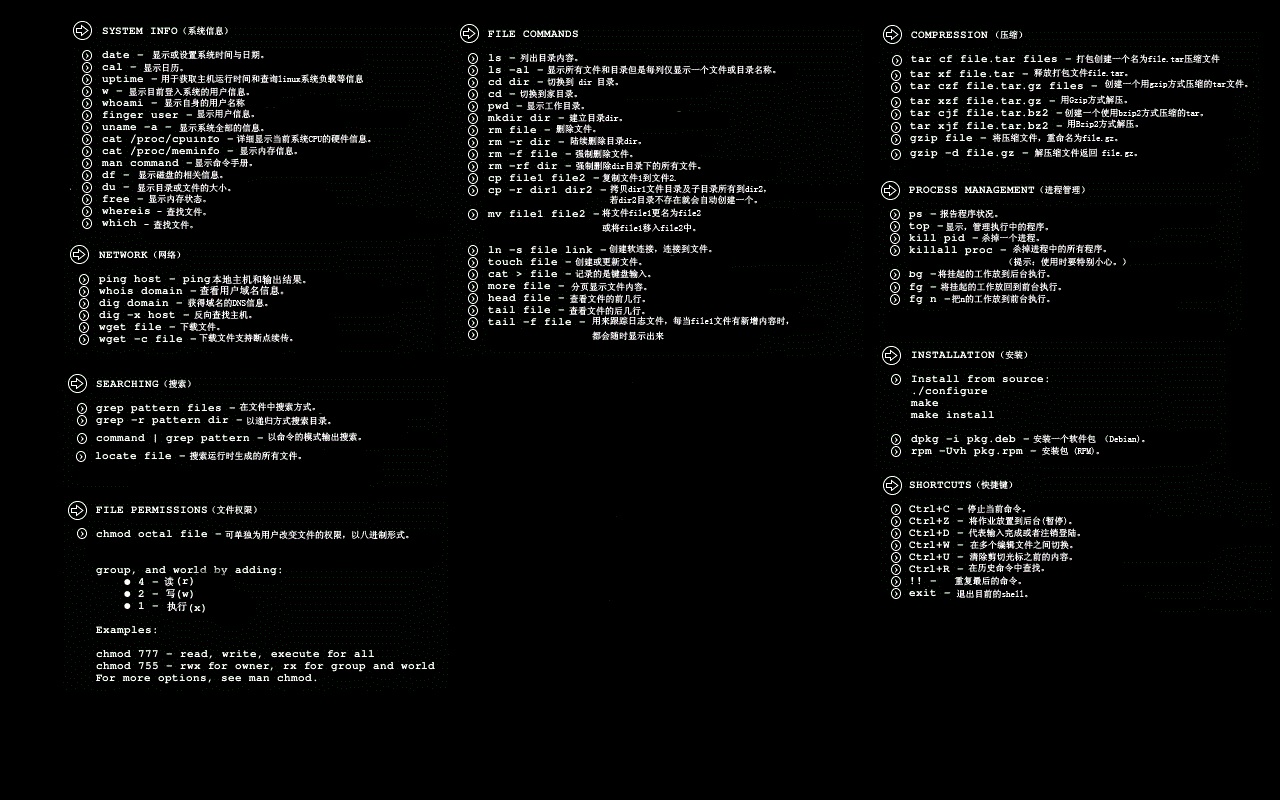 SYSTEM INFO（系统信息）
date － 显示或设置系统时间与日期。
cal － 显示日历。
uptime － 用于获取主机运行时间和查询linux系统负载等信息
w － 显示目前登入系统的用户信息。
whoami － 显示自身的用户名称
finger user － 显示用户信息。
uname -a － 显示系统全部的信息。
cat /proc/cpuinfo － 详细显示当前系统CPU的硬件信息。
cat /proc/meminfo － 显示内存信息。
man command － 显示命令手册。
df － 显示磁盘的相关信息。
du － 显示目录或文件的大小。
free － 显示内存状态。
whereis - 查找文件。
which - 查找文件。
NETWORK（网络）
ping host － ping本地主机和输出结果。
whois domain － 查看用户域名信息。
dig domain － 获得域名的DNS信息。
dig -x host － 反向查找主机。
wget file － 下载文件。
wget -c file － 下载文件支持断点续传。
SEARCHING（搜索）
grep pattern files － 在文件中搜索方式。
grep -r pattern dir － 以递归方式搜索目录。
command | grep pattern － 以命令的模式输出搜索。
locate file － 搜索运行时生成的所有文件。
FILE PERMISSIONS（文件权限）
chmod octal file － 可单独为用户改变文件的权限，以八进制形式。
group, and world by adding:
● 4 － 读(r)
● 2 － 写(w)
● 1 － 执行(x)
Examples:
chmod 777 － read, write, execute for all
chmod 755 － rwx for owner, rx for group and world
For more options, see man chmod.
FILE COMMANDS
ls － 列出目录内容。
ls -al － 显示所有文件和目录但是每列仅显示一个文件或目录名称。
cd dir － 切换到 dir 目录。
cd － 切换到家目录。
pwd － 显示工作目录。
mkdir dir － 建立目录dir。
rm file － 删除文件。
rm -r dir － 陆续删除目录dir。
rm -f file － 强制删除文件。
rm -rf dir － 强制删除dir目录下的所有文件。
cp file1 file2 － 复制文件1到文件2.
cp -r dir1 dir2 － 拷贝dir1文件目录及子目录所有到dir2，
若dir2目录不存在就会自动创建一个。
mv file1 file2 － 将文件file1更名为file2
或将file1移入file2中。
ln -s file link － 创建软连接，连接到文件。
touch file － 创建或更新文件。
cat > file － 记录的是键盘输入。
more file － 分页显示文件内容。
head file － 查看文件的前几行。
tail file － 查看文件的后几行。
tail -f file － 用来跟踪日志文件，每当file1文件有新增内容时，
都会随时显示出来
COMPRESSION（压缩）
tar cf file.tar files － 打包创建一个名为file.tar压缩文件
tar xf file.tar － 释放打包文件file.tar。
tar czf file.tar.gz files － 创建一个用gzip方式压缩的tar文件。
tar xzf file.tar.gz － 用Gzip方式解压。
tar cjf file.tar.bz2 － 创建一个使用bzip2方式压缩的tar。
tar xjf file.tar.bz2 － 用Bzip2方式解压。
gzip file － 将压缩文件，重命名为file.gz。
gzip -d file.gz － 解压缩文件返回 file.gz。
PROCESS MANAGEMENT（进程管理）
ps － 报告程序状况。
top － 显示，管理执行中的程序。
kill pid － 杀掉一个进程。
killall proc － 杀掉进程中的所有程序。
（提示：使用时要特别小心。）
bg － 将挂起的工作放到后台执行。
fg － 将挂起的工作放回到前台执行。
fg n － 把n的工作放到前台执行。
INSTALLATION（安装）
Install from source:
./configure
make
make install
dpkg -i pkg.deb － 安装一个软件包 （Debian)。
rpm -Uvh pkg.rpm － 安装包 (RPM)。
SHORTCUTS（快捷键）
Ctrl+C － 停止当前命令。
Ctrl+Z － 将作业放置到后台(暂停)。
Ctrl+D － 代表输入完成或者注销登陆。
Ctrl+W － 在多个编辑文件之间切换。
Ctrl+U － 清除剪切光标之前的内容。
Ctrl+R － 在历史命令中查找。
!! － 重复最后的命令。
exit － 退出目前的shell。